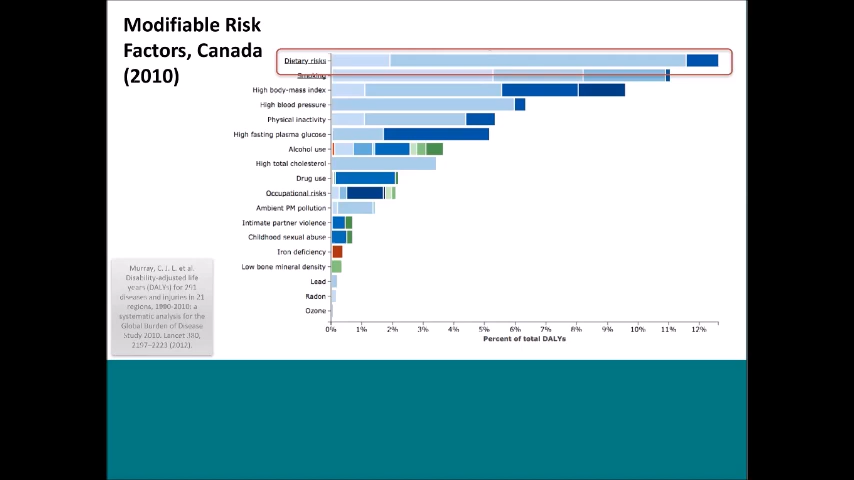 Modifiable Risk
Factors, Canada
(2010)
Dietary risks
Smoking
High body-mass index
High blood pressure
Physical inactivity
High fasting plasma glucose
Alcohol use
High total cholesterol
Drug use
Occupational risks
Ambient PM pollution
Intimate partner violence
Childhood sexual abuse
Iron deficiency
Low bone mineral density
Lead
Radon
Ozone
0% 1% 2% 3% 4% 5% 6% 7% 8% 9% 10% 11% 12%
Percent of total DALYs
Murray, C. J. L. et al.
Disability-adjusted life
years (DALYs) for 291
diseases and injuries in 21
regions, 1990-2010: a
systematic analysis for the
Global Burden of Disease
Study 2010. Lancet 380,
2197–2223 (2012).